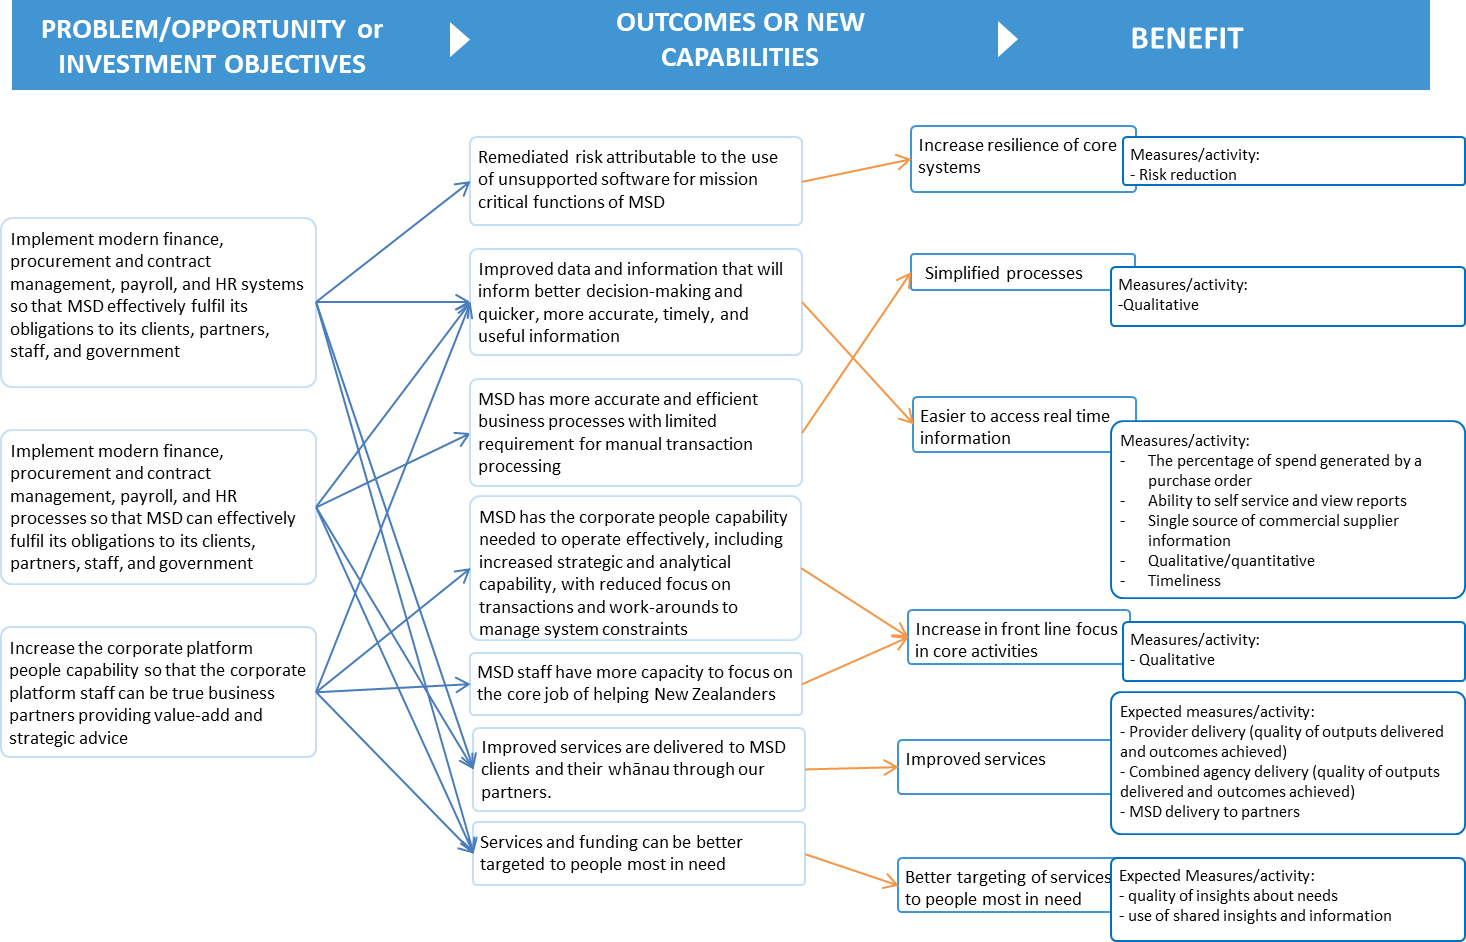 PROBLEM/OPPORTUNITY or
INVESTMENT OBJECTIVES
OUTCOMES OR NEW
CAPABILITIES
BENEFIT
Implement modern finance,
procurement and contract
management, payroll, and HR systems
so that MSD effectively fulfil its
obligations to its clients, partners,
staff, and government
Implement modern finance,
procurement and contract
management, payroll, and HR
processes so that MSD can effectively
fulfil its obligations to its clients,
partners, staff, and government
Increase the corporate platform
people capability so that the corporate
platform staff can be true business
partners providing value-add and
strategic advice
Remediated risk attributable to the use
of unsupported software for mission
critical functions of MSD
Improved data and information that will
inform better decision-making and
quicker, more accurate, timely, and
useful information
MSD has more accurate and efficient
business processes with limited
requirement for manual transaction
processing
MSD has the corporate people capability
needed to operate effectively, including
increased strategic and analytical
capability, with reduced focus on
transactions and work-arounds to
manage system constraints
MSD staff have more capacity to focus on
the core job of helping New Zealanders
Improved services are delivered to MSD
clients and their whānau through our
partners.
Services and funding can be better
targeted to people most in need
Increase resilience of core
systems
Measures/activity:
- Risk reduction
Simplified processes
Measures/activity:
-Qualitative
Easier to access real time
information
Measures/activity:
- The percentage of spend generated by a
purchase order
- Ability to self service and view reports
- Single source of commercial supplier
information
- Qualitative/quantitative
- Timeliness
Increase in front line focus
in core activities
Measures/activity:
- Qualitative
Improved services
Expected measures/activity:
- Provider delivery (quality of outputs delivered
and outcomes achieved)
- Combined agency delivery (quality of outputs
delivered and outcomes achieved)
- MSD delivery to partners
Better targeting of services
to people most in need
Expected Measures/activity:
- quality of insights about needs
- use of shared insights and information